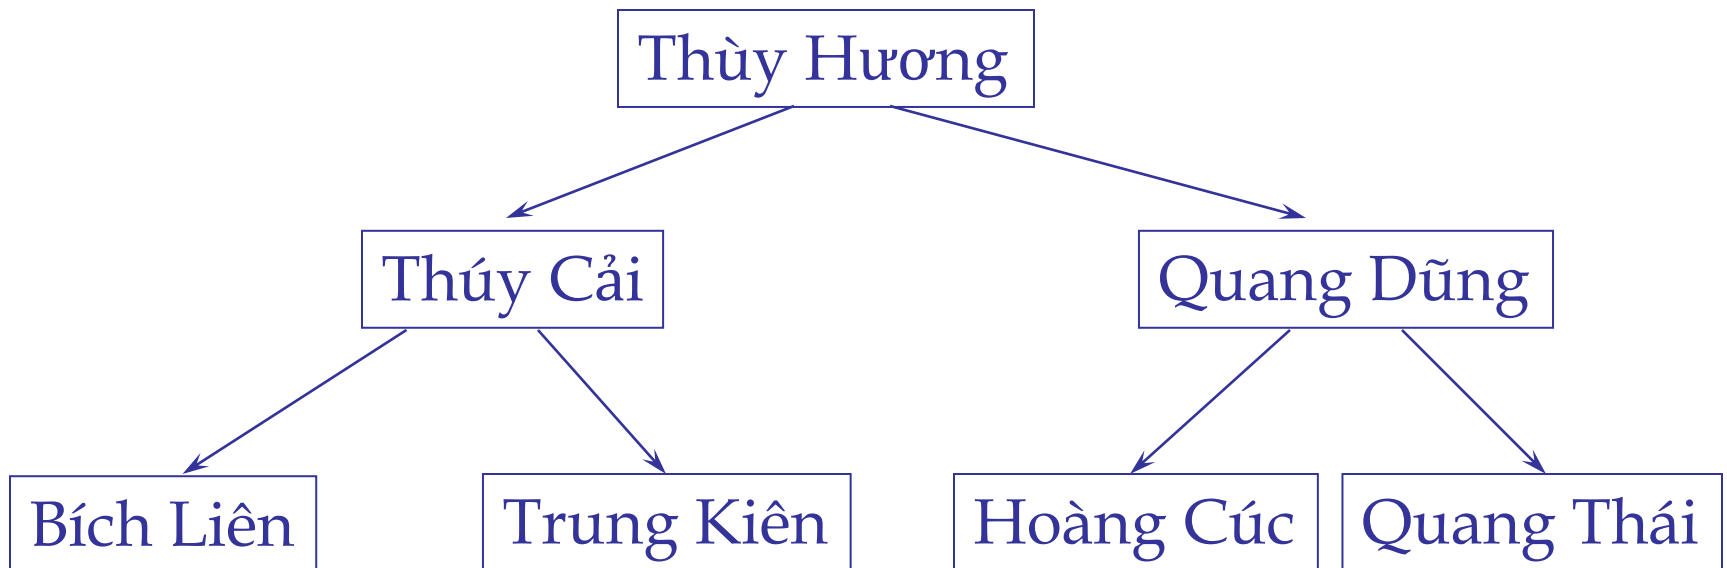 Thùy Hương
Thúy Cải
Quang Dũng
Bích Liên
Trung Kiên
Hoàng Cúc
Quang Thái